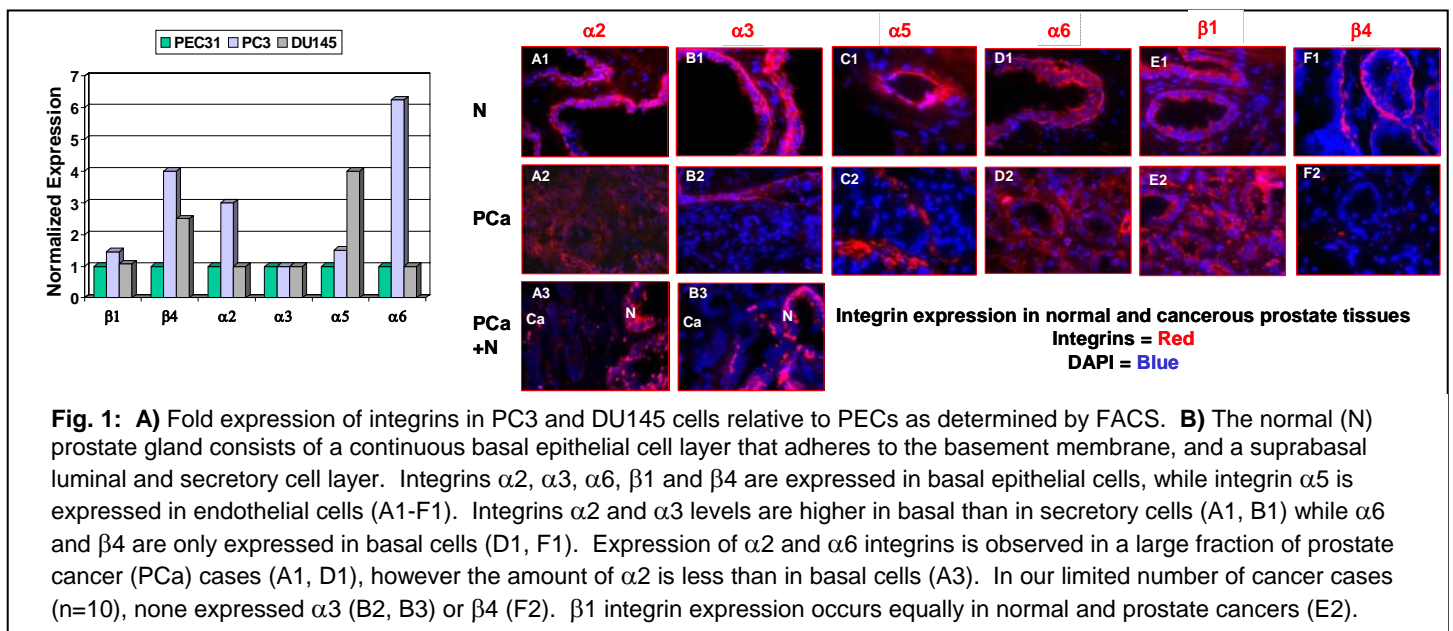 PEC31 PC3 DU145
Normalized Expression
7
6
5
4
3
2
1
0
β1 β4 α2 α3 α5 α6
α2 α3 α5 α6 β1 β4
N
A1 B1 C1 D1 E1 F1
PCa
A2 B2 C2 D2 E2 F2
PCa
+N
A3 Ca N
B3 Ca N
Integrin expression in normal and cancerous prostate tissues
Integrins = Red
DAPI = Blue
Fig. 1: A) Fold expression of integrins in PC3 and DU145 cells relative to PECs as determined by FACS. B) The normal (N)
prostate gland consists of a continuous basal epithelial cell layer that adheres to the basement membrane, and a suprabasal
luminal and secretory cell layer. Integrins α2, α3, α6, β1 and β4 are expressed in basal epithelial cells, while integrin α5 is
expressed in endothelial cells (A1-F1). Integrins α2 and α3 levels are higher in basal than in secretory cells (A1, B1) while α6
and β4 are only expressed in basal cells (D1, F1). Expression of α2 and α6 integrins is observed in a large fraction of prostate
cancer (PCa) cases (A1, D1), however the amount of α2 is less than in basal cells (A3). In our limited number of cancer cases
(n=10), none expressed α3 (B2, B3) or β4 (F2). β1 integrin expression occurs equally in normal and prostate cancers (E2).